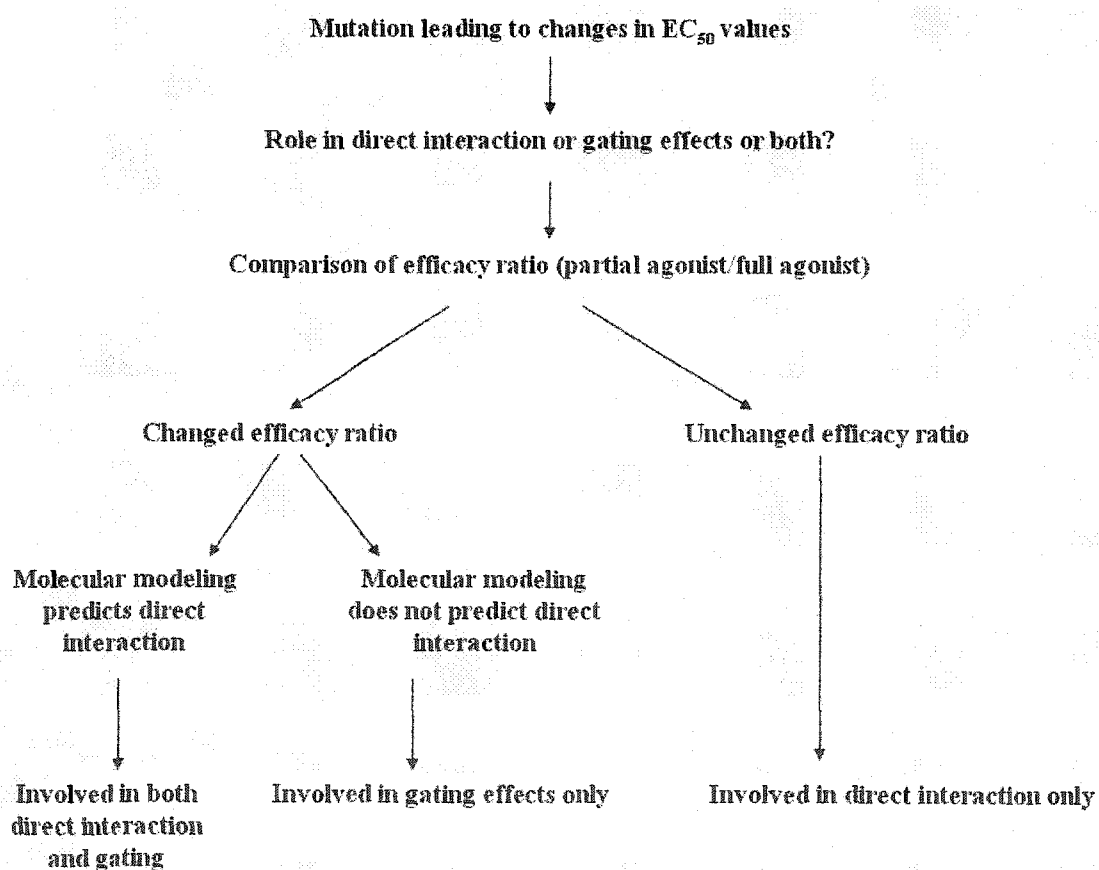 Mutation leading to changes in EC50 values
Role in direct interaction or gating effects or both?
Comparison of efficacy ratio (partial agonist/full agonist)
Changed efficacy ratio
Unchanged efficacy ratio
Molecular modeling
predicts direct
interaction
Molecular modeling
does not predict direct
interaction
Involved in both
direct interaction
and gating
Involved in gating effects only
Involved in direct interaction only